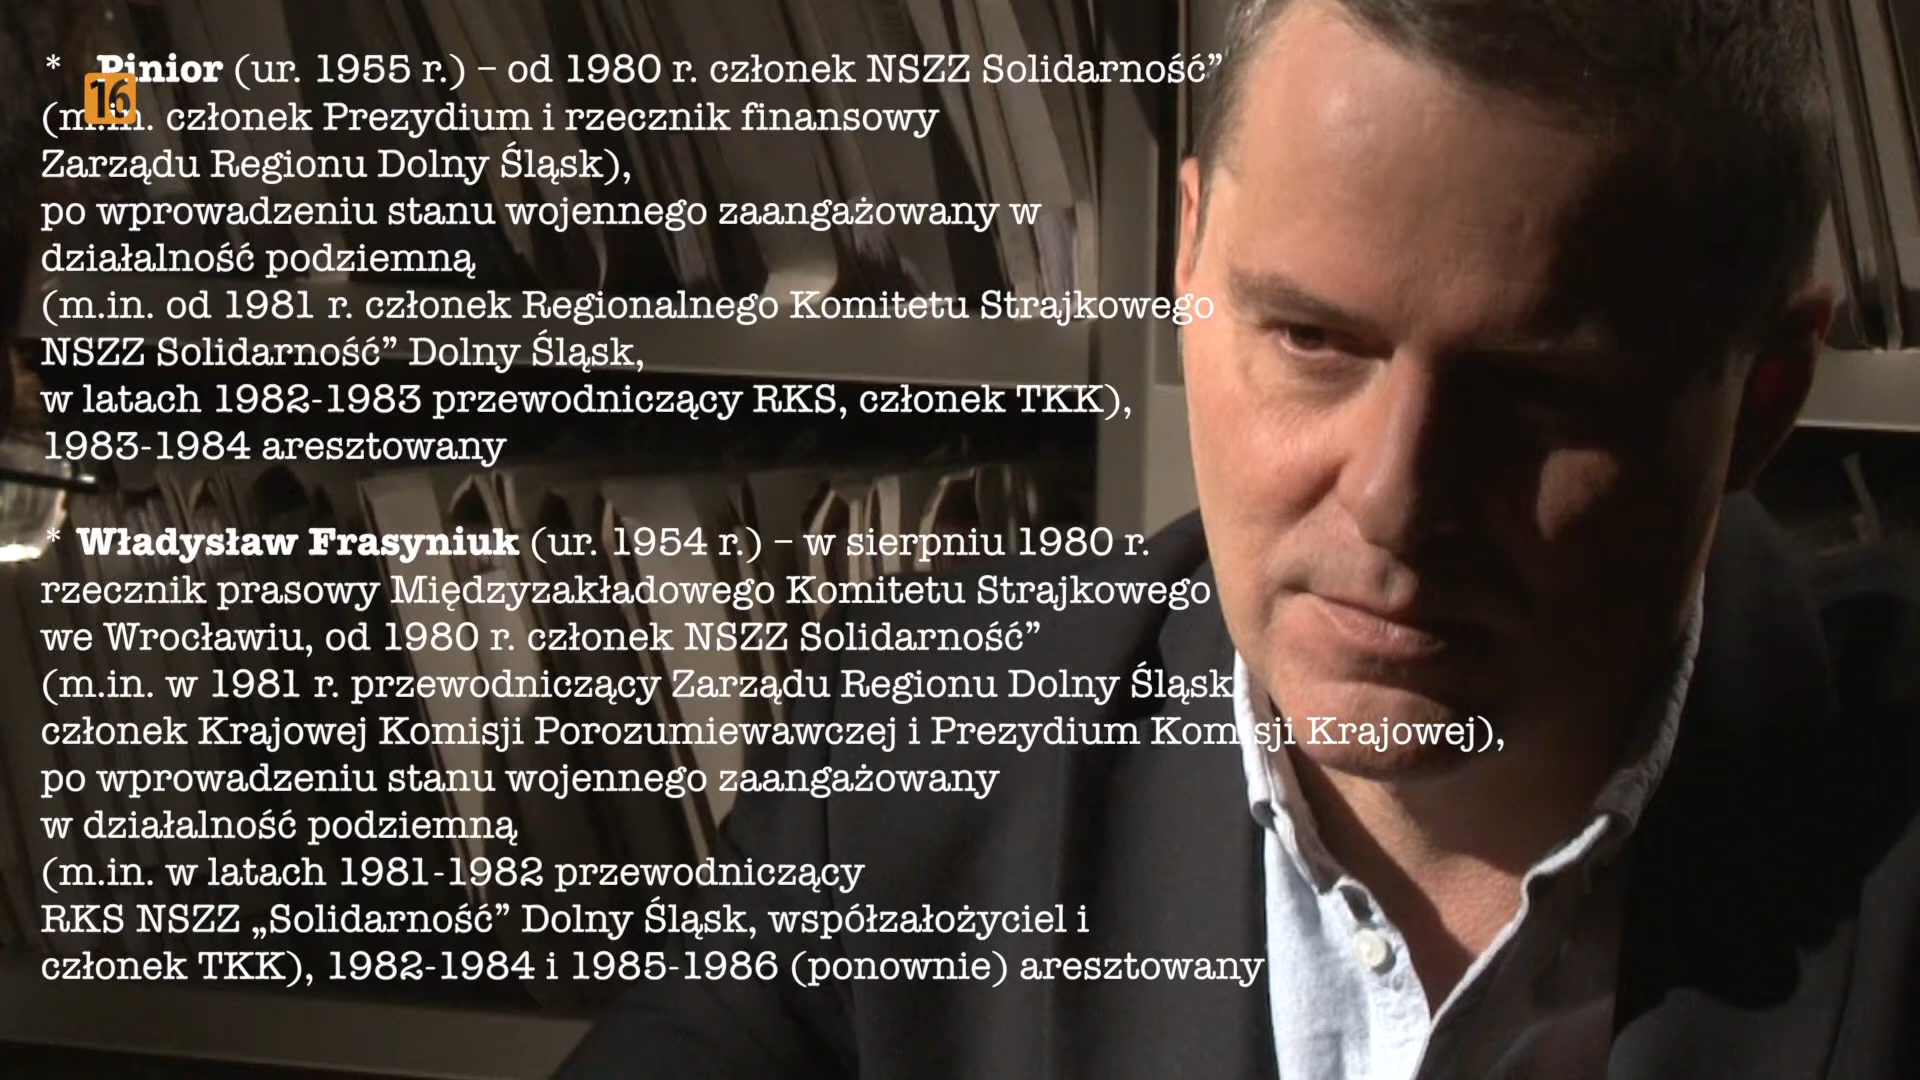 * Pinior (ur. 1955 r.) – od 1980 r. członek NSZZ Solidarność”
16
(m.in. członek Prezydium i rzecznik finansowy
Zarządu Regionu Dolny Śląsk),
po wprowadzeniu stanu wojennego zaangażowany w
działalność podziemną
(m.in. od 1981 r. członek Regionalnego Komitetu Strajkowego
NSZZ Solidarność” Dolny Śląsk,
w latach 1982-1983 przewodniczący RKS, członek TKK),
1983-1984 aresztowany
* Władysław Frasyniuk (ur. 1954 r.) – w sierpniu 1980 r.
rzecznik prasowy Międzyzakładowego Komitetu Strajkowego
we Wrocławiu, od 1980 r. członek NSZZ Solidarność”
(m.in. w 1981 r. przewodniczący Zarządu Regionu Dolny Śląsk,
członek Krajowej Komisji Porozumiewawczej i Prezydium Komisji Krajowej),
po wprowadzeniu stanu wojennego zaangażowany
w działalność podziemną
(m.in. w latach 1981-1982 przewodniczący
RKS NSZZ „Solidarność” Dolny Śląsk, współzałożyciel i
członek TKK), 1982-1984 i 1985-1986 (ponownie) aresztowany